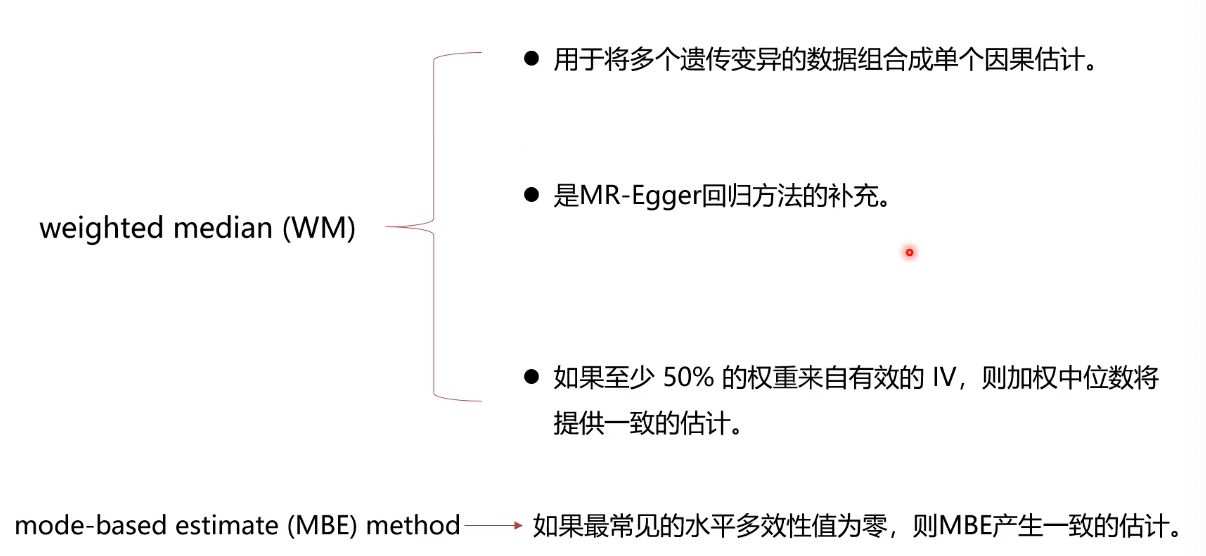 用于将多个遗传变异的数据组合成单个因果估计。
是MR-Egger回归方法的补充。
weighted median (WM)
如果至少 50% 的权重来自有效的 IV，则加权中位数将
提供一致的估计。
mode-based estimate (MBE) method
如果最常见的水平多效性值为零，则MBE产生一致的估计。